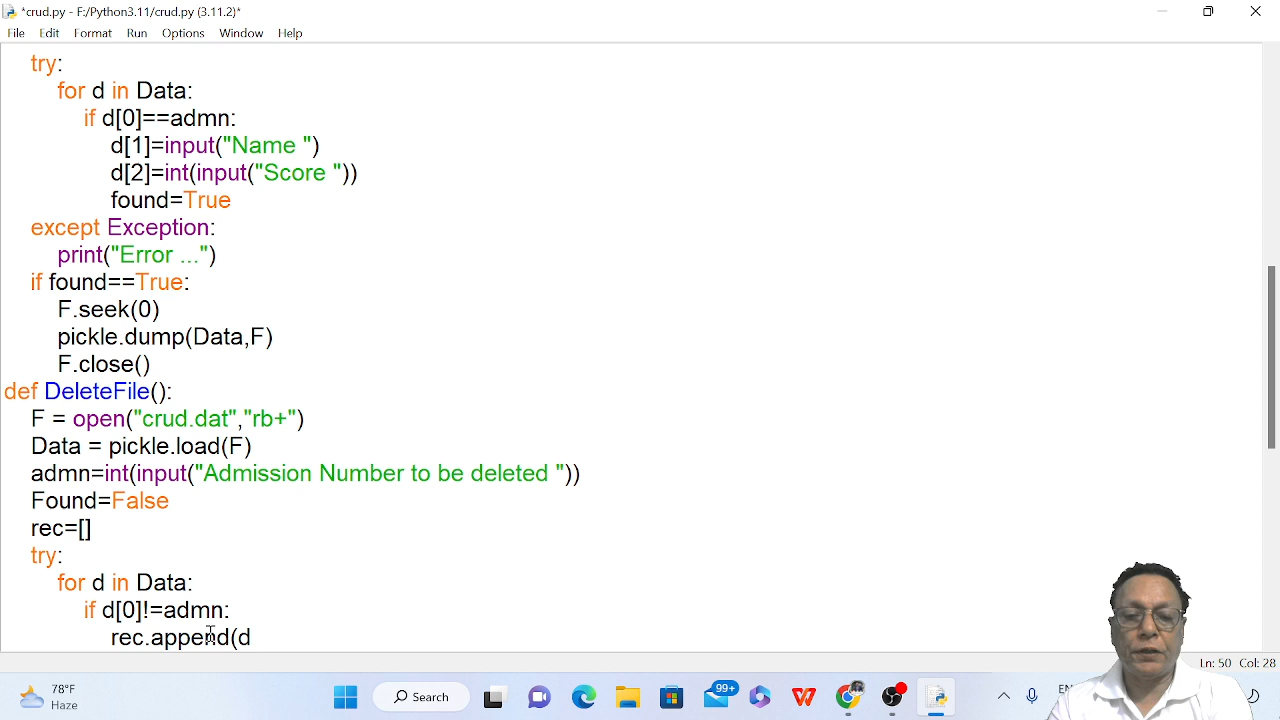 *crud.py - F:/Python3.11/crud.py (3.11.2)*
File Edit Format Run Options Window Help
try:
for d in Data:
if d[0]==admn:
d[1]=input("Name ")
d[2]=int(input("Score "))
found=True
except Exception:
print("Error ...")
if found==True:
F.seek(0)
pickle.dump(Data,F)
F.close()
def DeleteFile():
F = open("crud.dat","rb+")
Data = pickle.load(F)
admn=int(input("Admission Number to be deleted "))
Found=False
rec=[]
try:
for d in Data:
if d[0]!=admn:
rec.append(d
Ln: 50 Col: 28
78°F
Haze
Search
99+